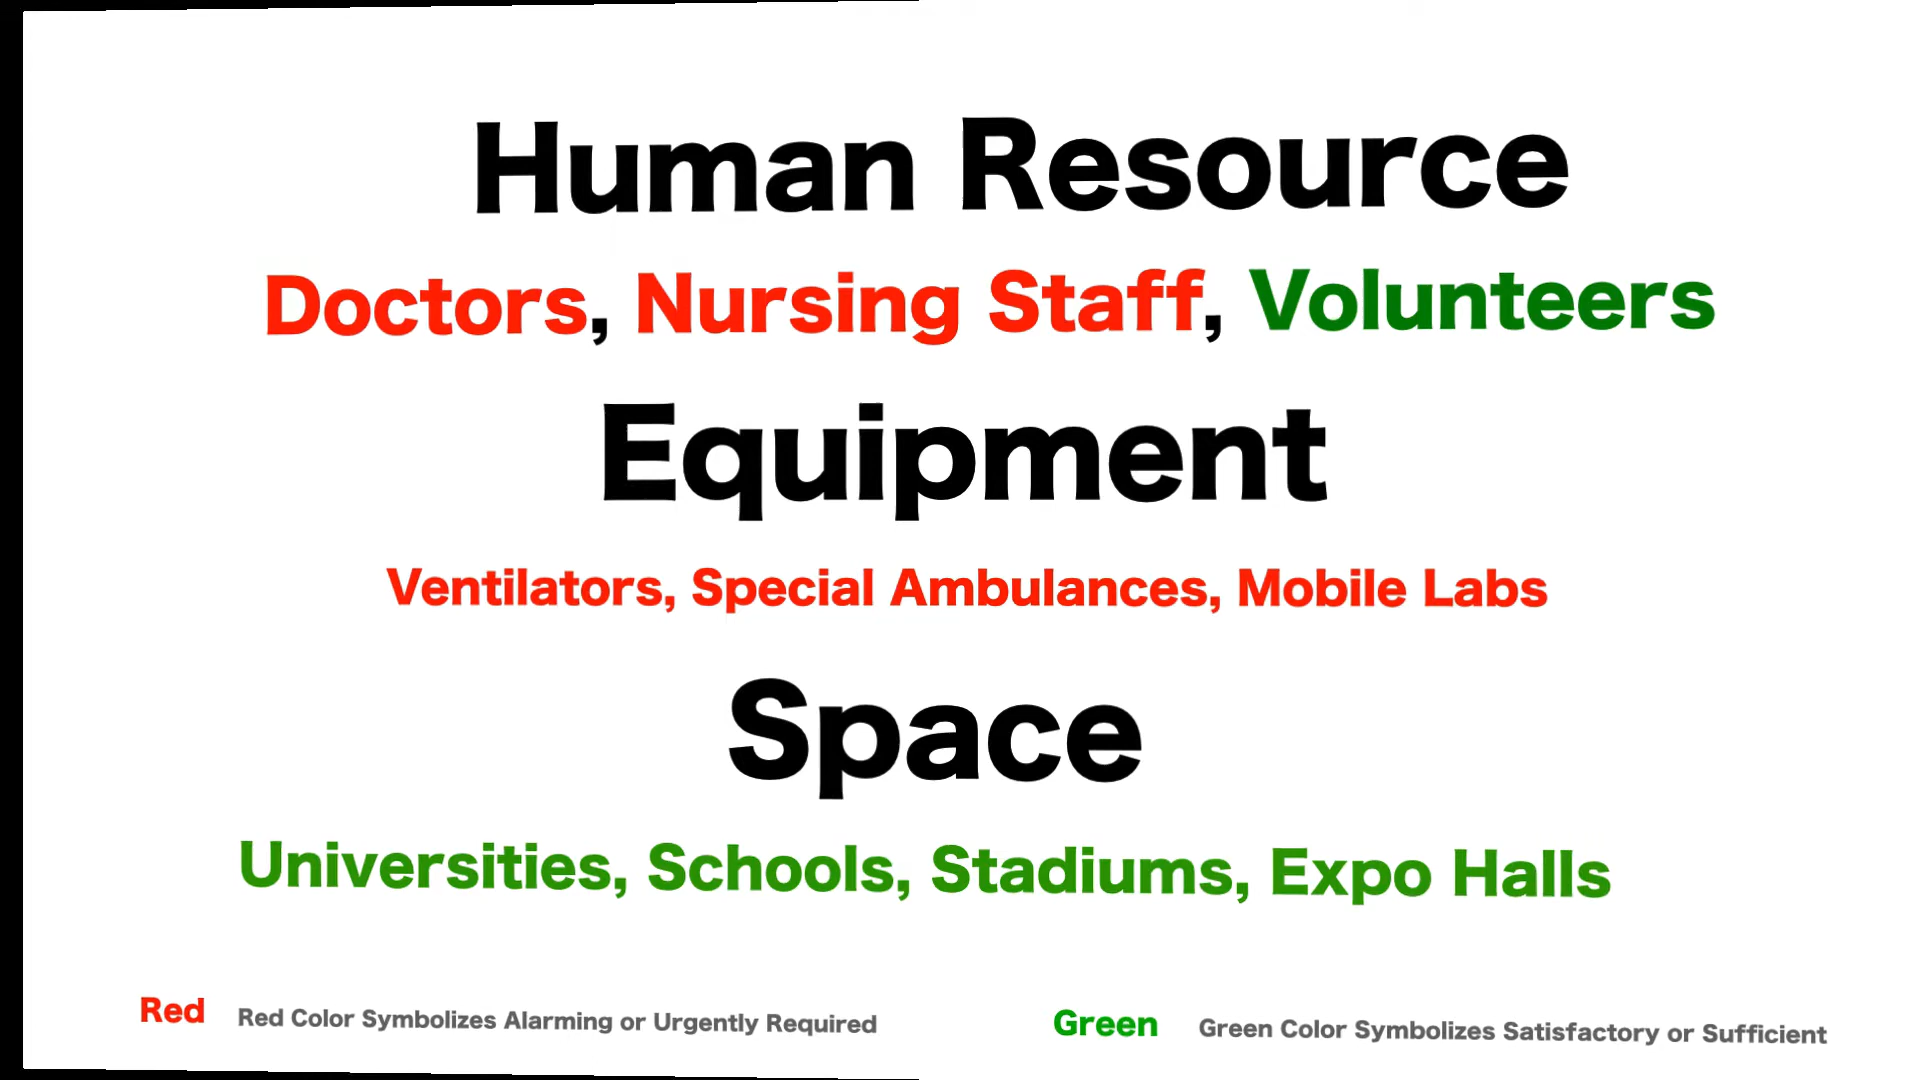 Human Resource
Doctors, Nursing Staff, Volunteers
Equipment
Ventilators, Special Ambulances, Mobile Labs
Space
Universities, Schools, Stadiums, Expo Halls
Red Red Color Symbolizes Alarming or Urgently Required
Green Green Color Symbolizes Satisfactory or Sufficient